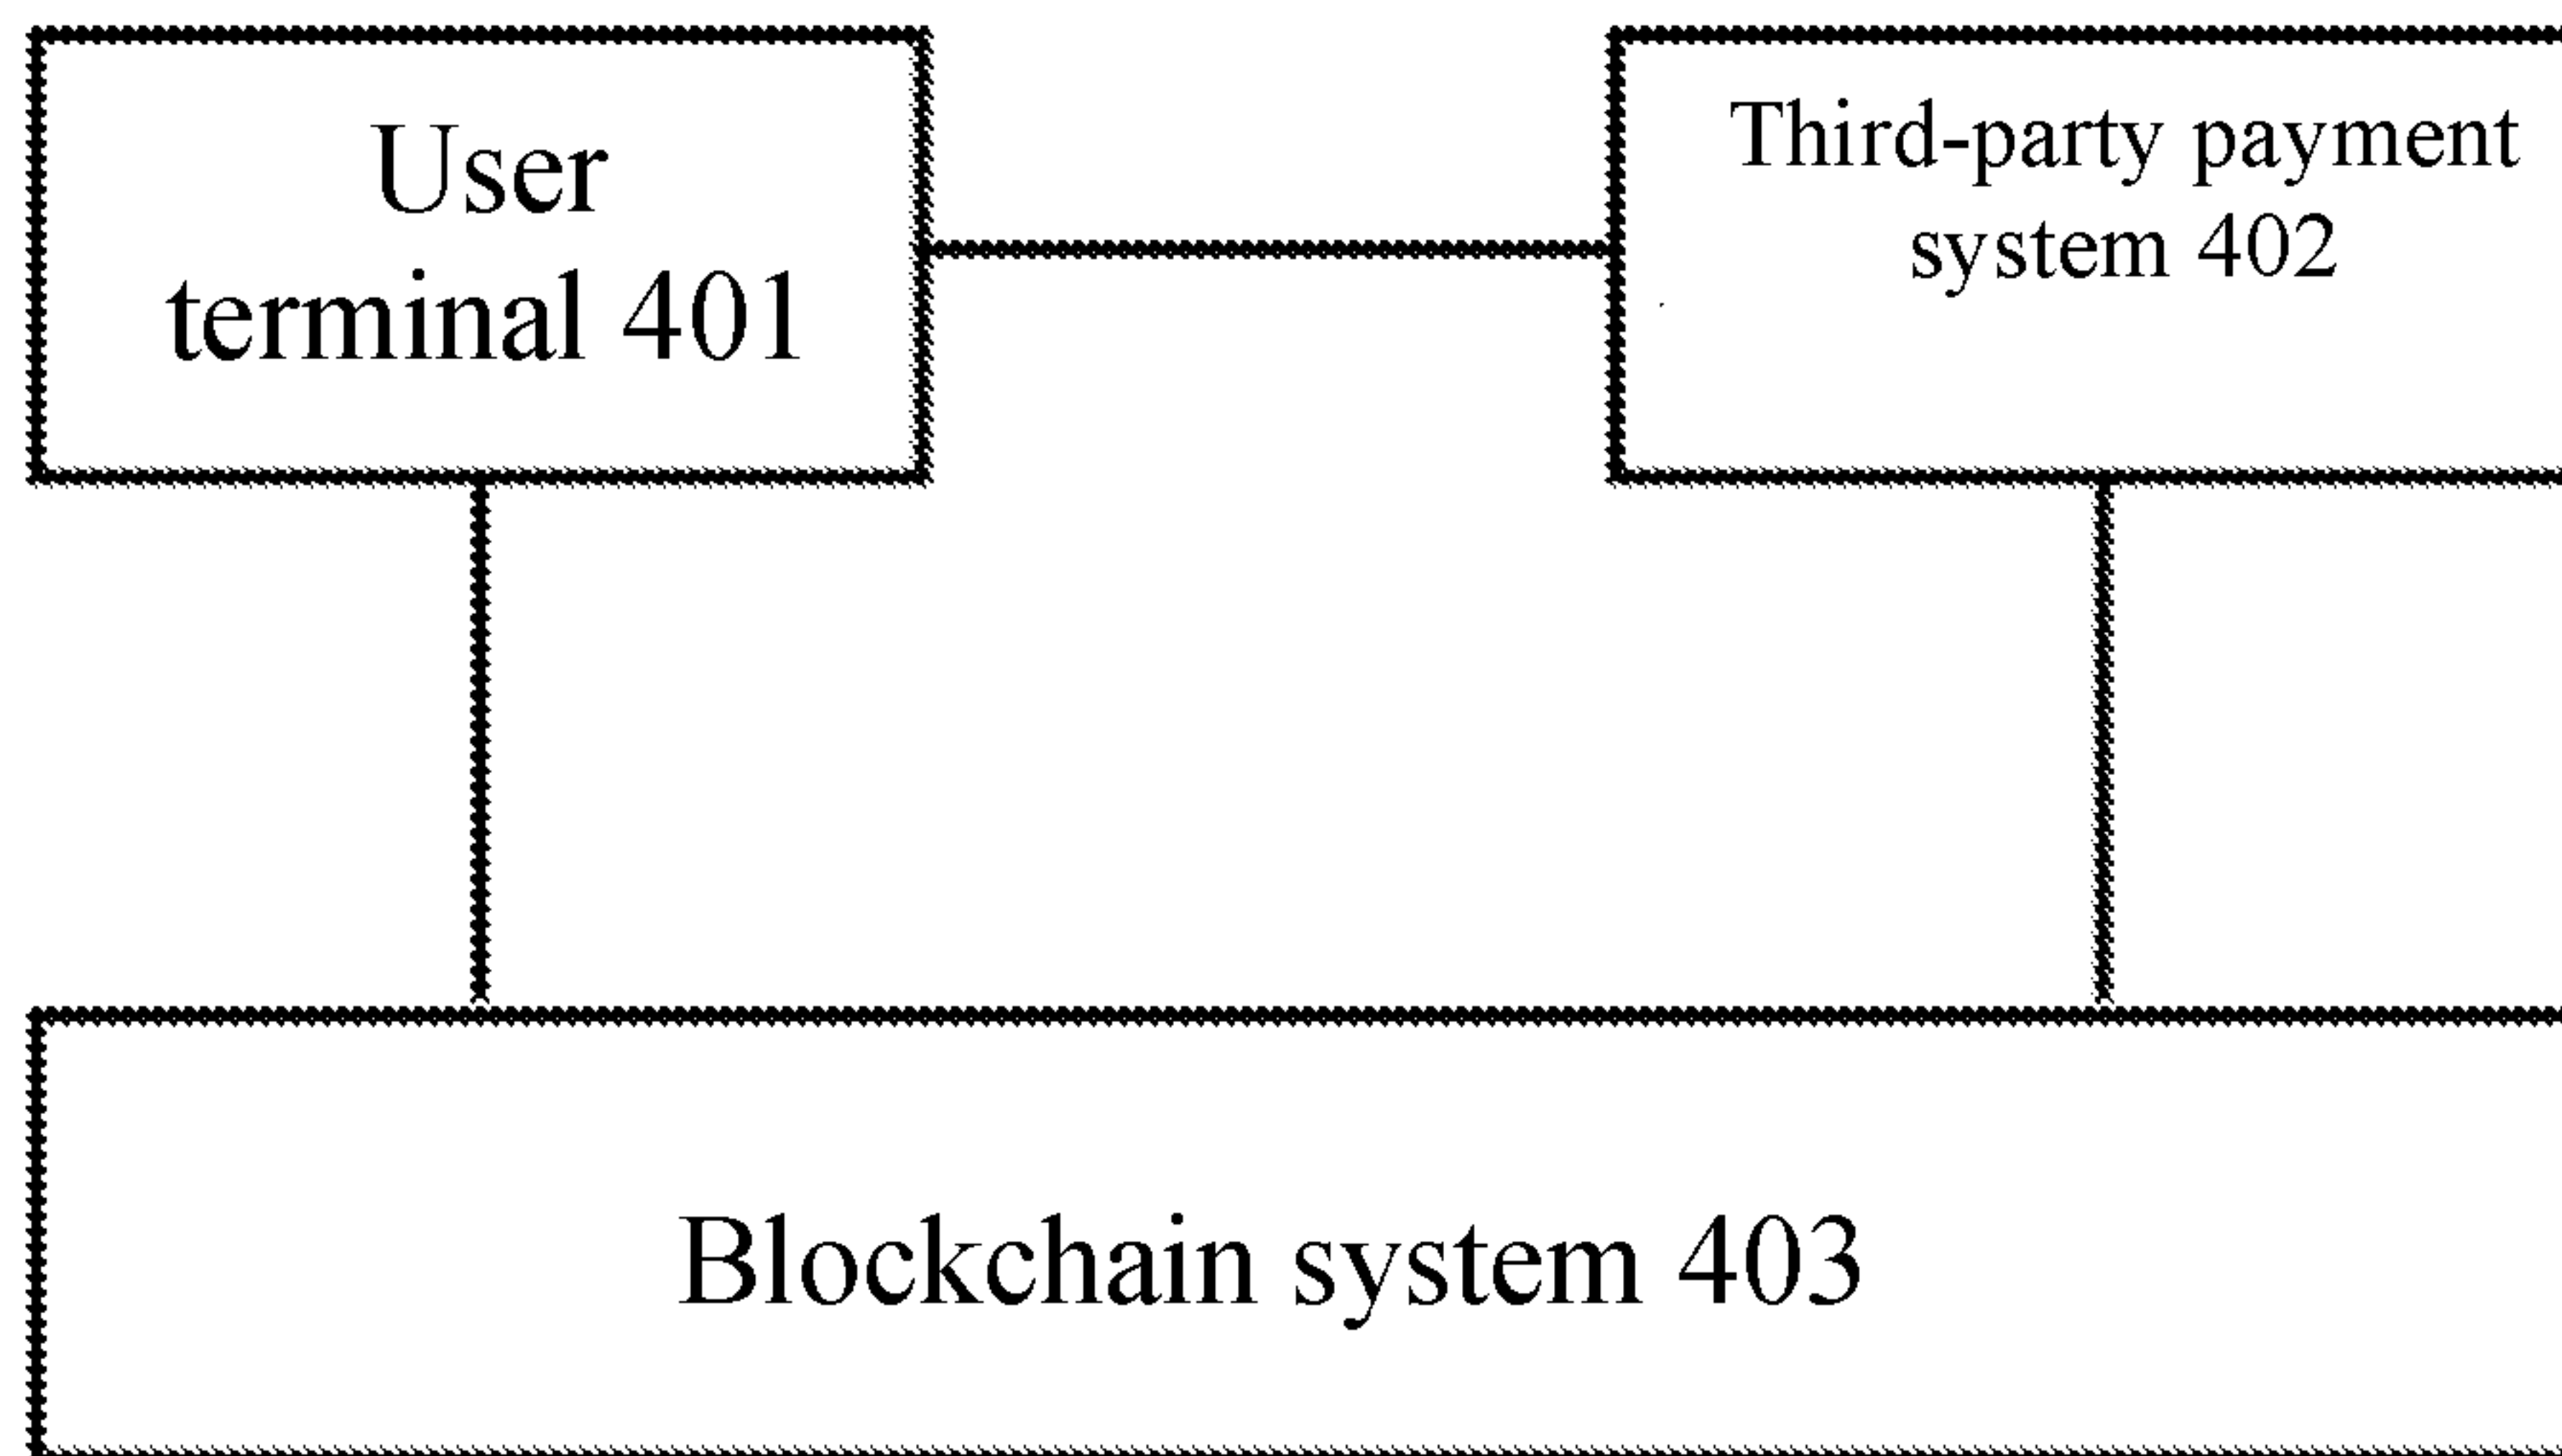 User
terminal 401
Third-party payment
system 402
Blockchain system 403